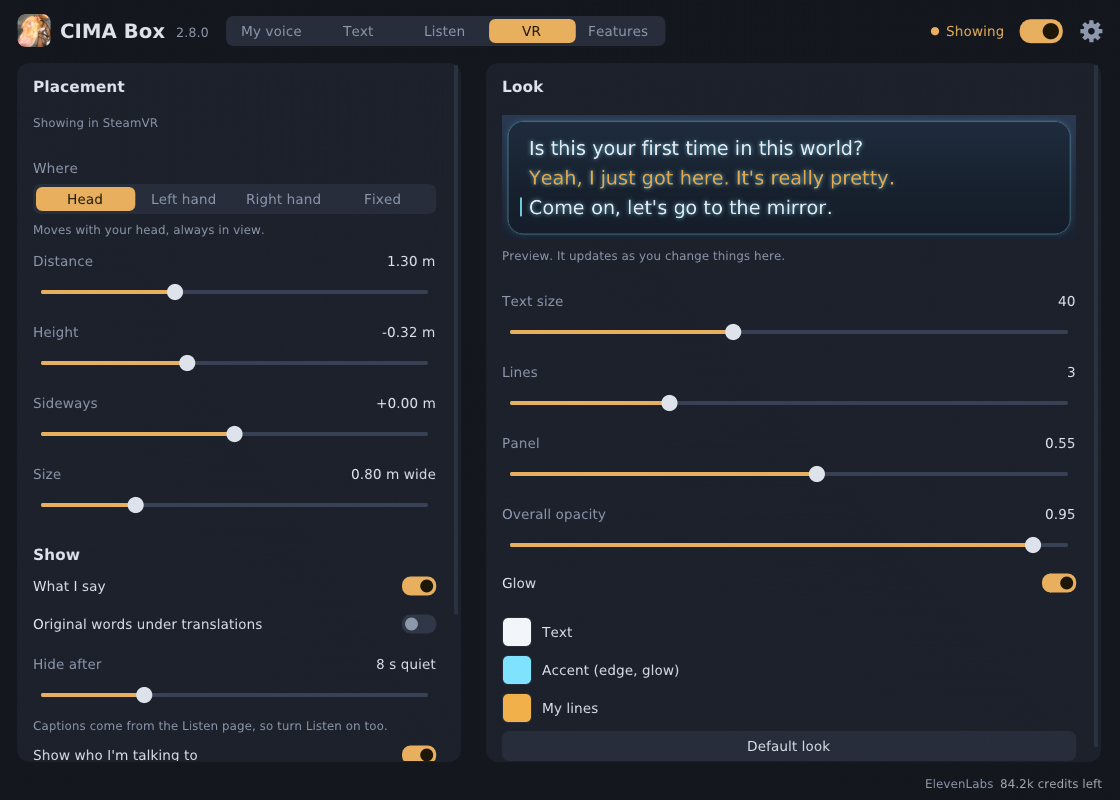 CIMA Box 2.8.0
My voice Text Listen VR Features
Showing
Placement
Showing in SteamVR
Where
Head Left hand Right hand Fixed
Moves with your head, always in view.
Distance 1.30 m
Height -0.32 m
Sideways +0.00 m
Size 0.80 m wide
Show
What I say
Original words under translations
Hide after 8 s quiet
Captions come from the Listen page, so turn Listen on too.
Show who I'm talking to
Look
Is this your first time in this world?
Yeah, I just got here. It's really pretty.
Come on, let's go to the mirror.
Preview. It updates as you change things here.
Text size 40
Lines 3
Panel 0.55
Overall opacity 0.95
Glow
Text
Accent (edge, glow)
My lines
Default look
ElevenLabs 84.2k credits left